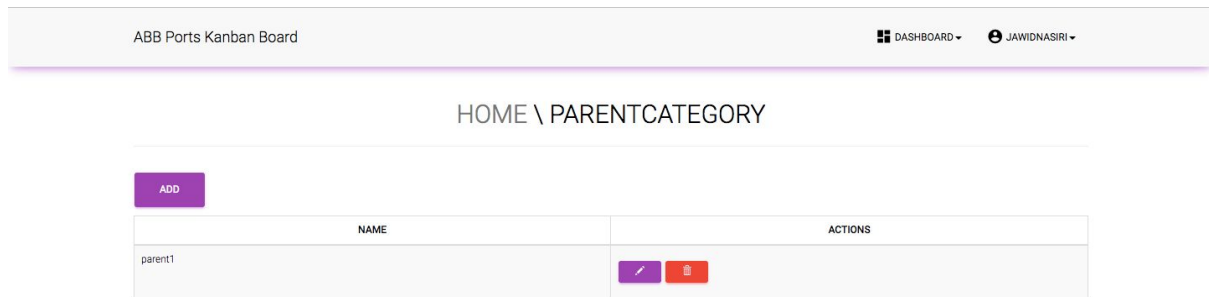 ABB Ports Kanban Board
DASHBOARD
JAWIDNASIRI
HOME \ PARENTCATEGORY
ADD
NAME
ACTIONS
parent1